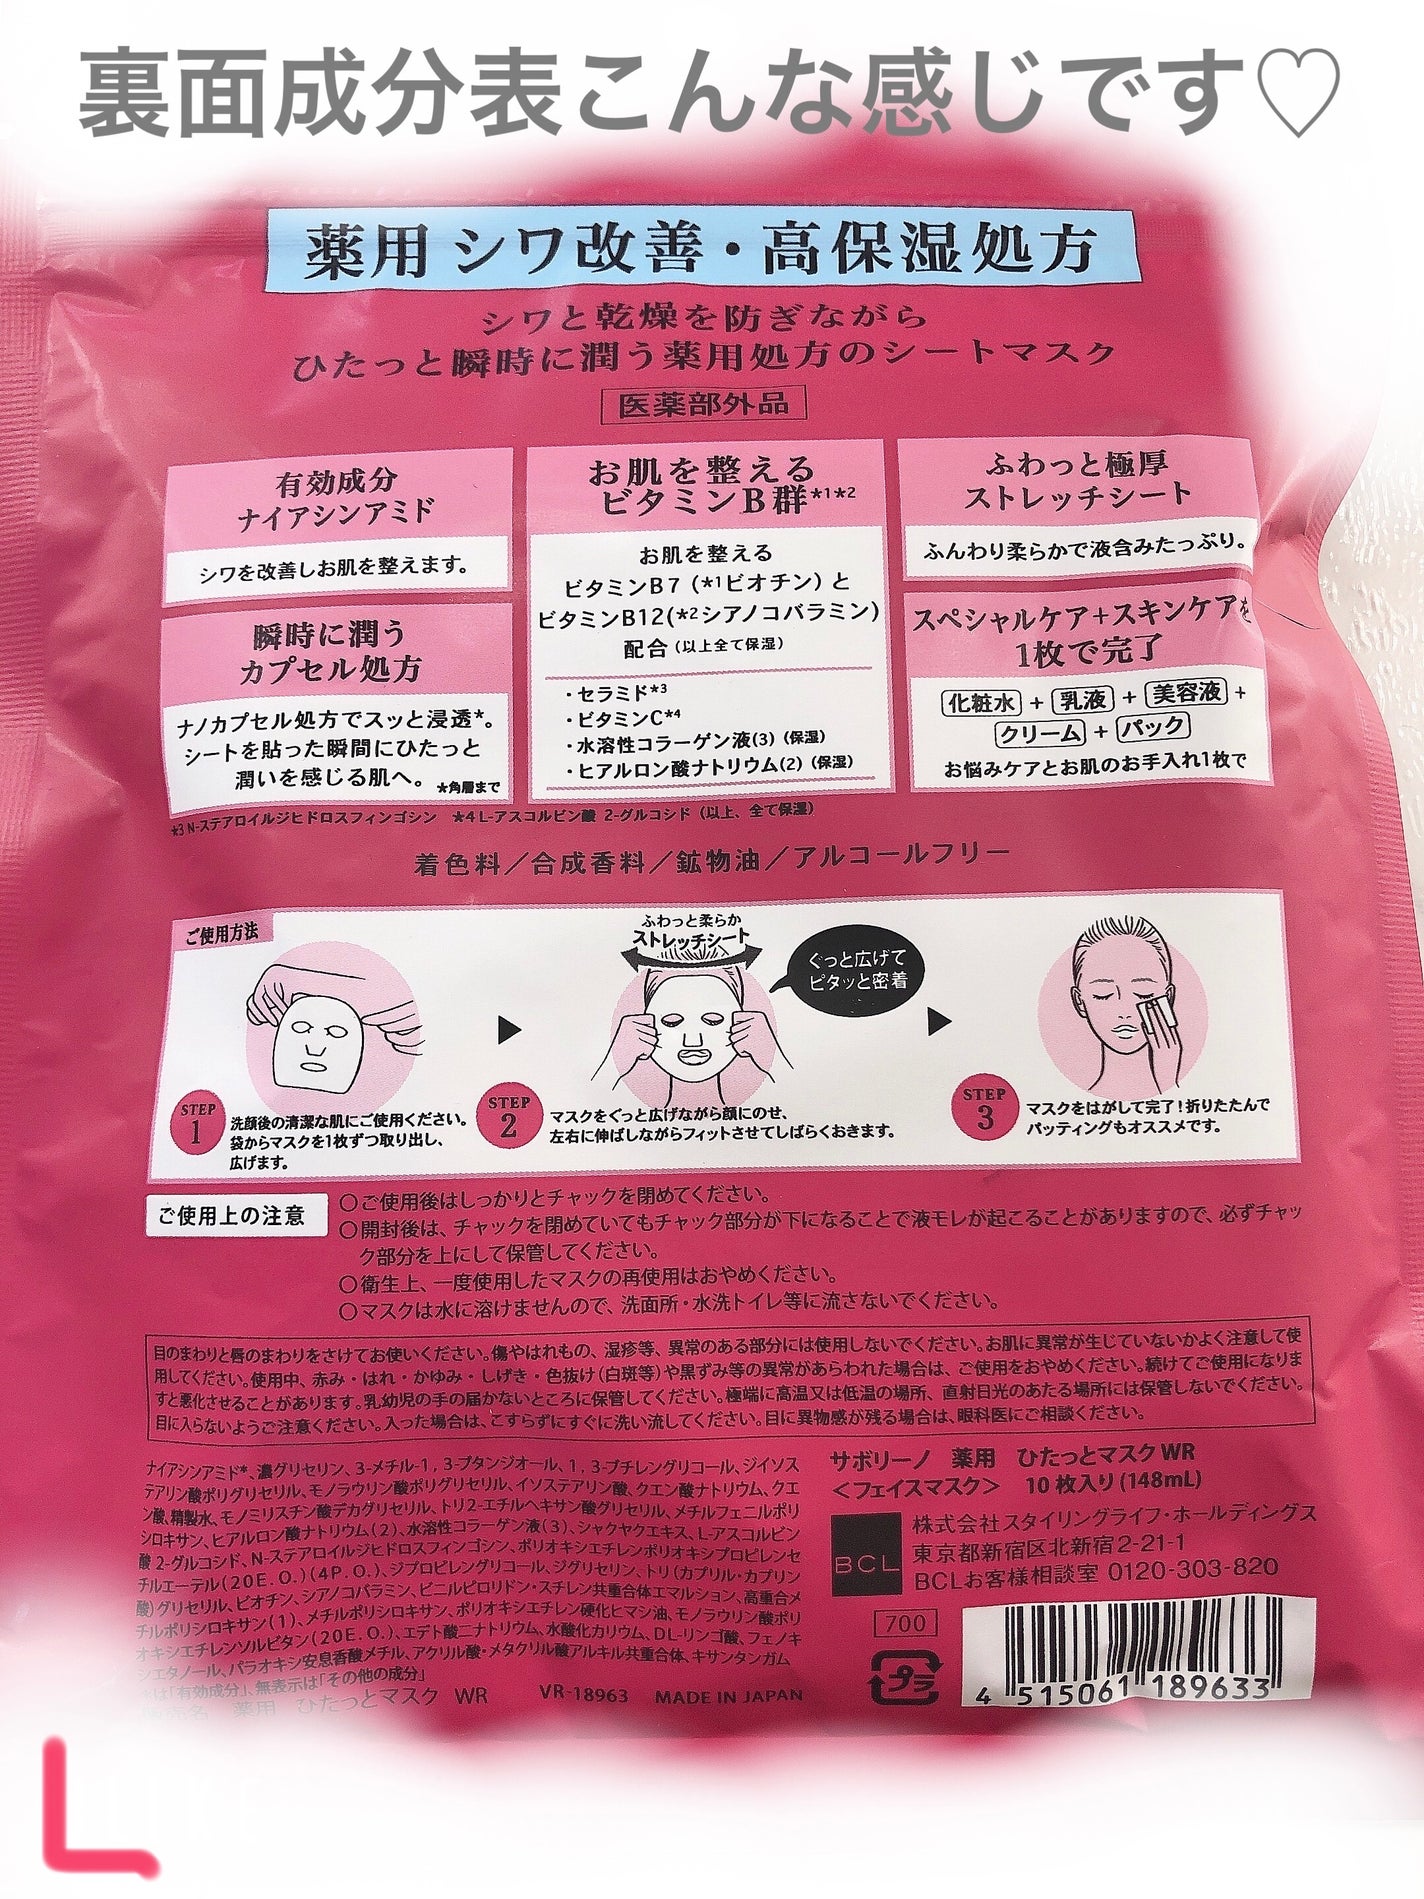 裏面成分表こんな感じです♡
薬用 シワ改善・高保湿処方
シワと乾燥を防ぎながら
ひたっと瞬時に潤う薬用処方のシートマスク
医薬部外品
有効成分
ナイアシンアミド
シワを改善しお肌を整えます。
瞬時に潤う
カプセル処方
ナノカプセル処方でスッと浸透*。
シートを貼った瞬間にひたっと
潤いを感じる肌へ。 *角層まで
お肌を整える
ビタミンB群*1*2
お肌を整える
ビタミンB7 (*1ビオチン) と
ビタミンB12(*2シアノコバラミン)
配合 (以上全て保湿)
・セラミド*3
・ビタミンC*4
・水溶性コラーゲン液(3) (保湿)
・ヒアルロン酸ナトリウム(2) (保湿)
ふわっと極厚
ストレッチシート
ふんわり柔らかで液含みたっぷり。
スペシャルケア+スキンケアを
1枚で完了
化粧水 + 乳液 + 美容液 +
クリーム + パック
お悩みケアとお肌のお手入れ1枚で
*3 N-ステアロイルジヒドロスフィンゴシン *4 L-アスコルビン酸 2-グルコシド (以上、全て保湿)
着色料/合成香料/鉱物油/アルコールフリー
ご使用方法
STEP 1
洗顔後の清潔な肌にご使用ください。
袋からマスクを1枚ずつ取り出し、
広げます。
ふわっと柔らか
ストレッチシート
ぐっと広げて
ピタッと密着
STEP 2
マスクをぐっと広げながら顔にのせ、
左右に伸ばしながらフィットさせてしばらくおきます。
STEP 3
マスクをはがして完了!折りたたんで
パッティングもオススメです。
ご使用上の注意
○ご使用後はしっかりとチャックを閉めてください。
○開封後は、チャックを閉めていてもチャック部分が下になることで液モレが起こることがありますので、必ずチャッ
ク部分を上にして保管してください。
○衛生上、一度使用したマスクの再使用はおやめください。
○マスクは水に溶けませんので、洗面所・水洗トイレ等に流さないでください。
目のまわりと唇のまわりをさけてお使いください。傷やはれもの、湿疹等、異常のある部分には使用しないでください。お肌に異常が生じていないかよく注意して使
用してください。使用中、赤み・はれ・かゆみ・しげき・色抜け(白斑等)や黒ずみ等の異常があらわれた場合は、ご使用をおやめください。続けてご使用になりま
すと悪化させることがあります。乳幼児の手の届かないところに保管してください。極端に高温又は低温の場所、直射日光のあたる場所には保管しないでください。
目に入らないようご注意ください。入った場合は、こすらずにすぐに洗い流してください。目に異物感が残る場合は、眼科医にご相談ください。
ナイアシンアミド*、濃グリセリン、3-メチル-1,3-ブタンジオール、1,3-ブチレングリコール、ジイソス
テアリン酸ポリグリセリル、モノラウリン酸ポリグリセリル、イソステアリン酸、クエン酸ナトリウム、クエ
ン酸、精製水、モノミリスチン酸デカグリセリル、トリ2-エチルヘキサン酸グリセリル、メチルフェニルポリ
シロキサン、ヒアルロン酸ナトリウム(2)、水溶性コラーゲン液(3)、シャクヤクエキス、L-アスコルビン
酸 2-グルコシド、N-ステアロイルジヒドロスフィンゴシン、ポリオキシエチレンポリオキシプロピレンセ
チルエーテル(20E.O.)(4P.O.)、ジプロピレングリコール、ジグリセリン、トリ(カプリル・カプリン
酸)グリセリル、ビオチン、シアノコバラミン、ビニルピロリドン・スチレン共重合体エマルション、高重合メ
チルポリシロキサン(1)、メチルポリシロキサン、ポリオキシエチレン硬化ヒマシ油、モノラウリン酸ポリ
オキシエチレンソルビタン(20E.O.)、エデト酸二ナトリウム、水酸化カリウム、DL-リンゴ酸、フェノキ
シエタノール、パラオキシ安息香酸メチル、アクリル酸・メタクリル酸アルキル共重合体、キサンタンガム
*は「有効成分」、無表示は「その他の成分」
販売名 薬用 ひたっとマスク WR VR-18963 MADE IN JAPAN
サボリーノ 薬用 ひたっとマスク WR
<フェイスマスク> 10枚入り (148mL)
BCL
株式会社スタイリングライフ・ホールディングス
東京都新宿区北新宿2-21-1
BCLお客様相談室 0120-303-820
700
プラ
4 515061 189633